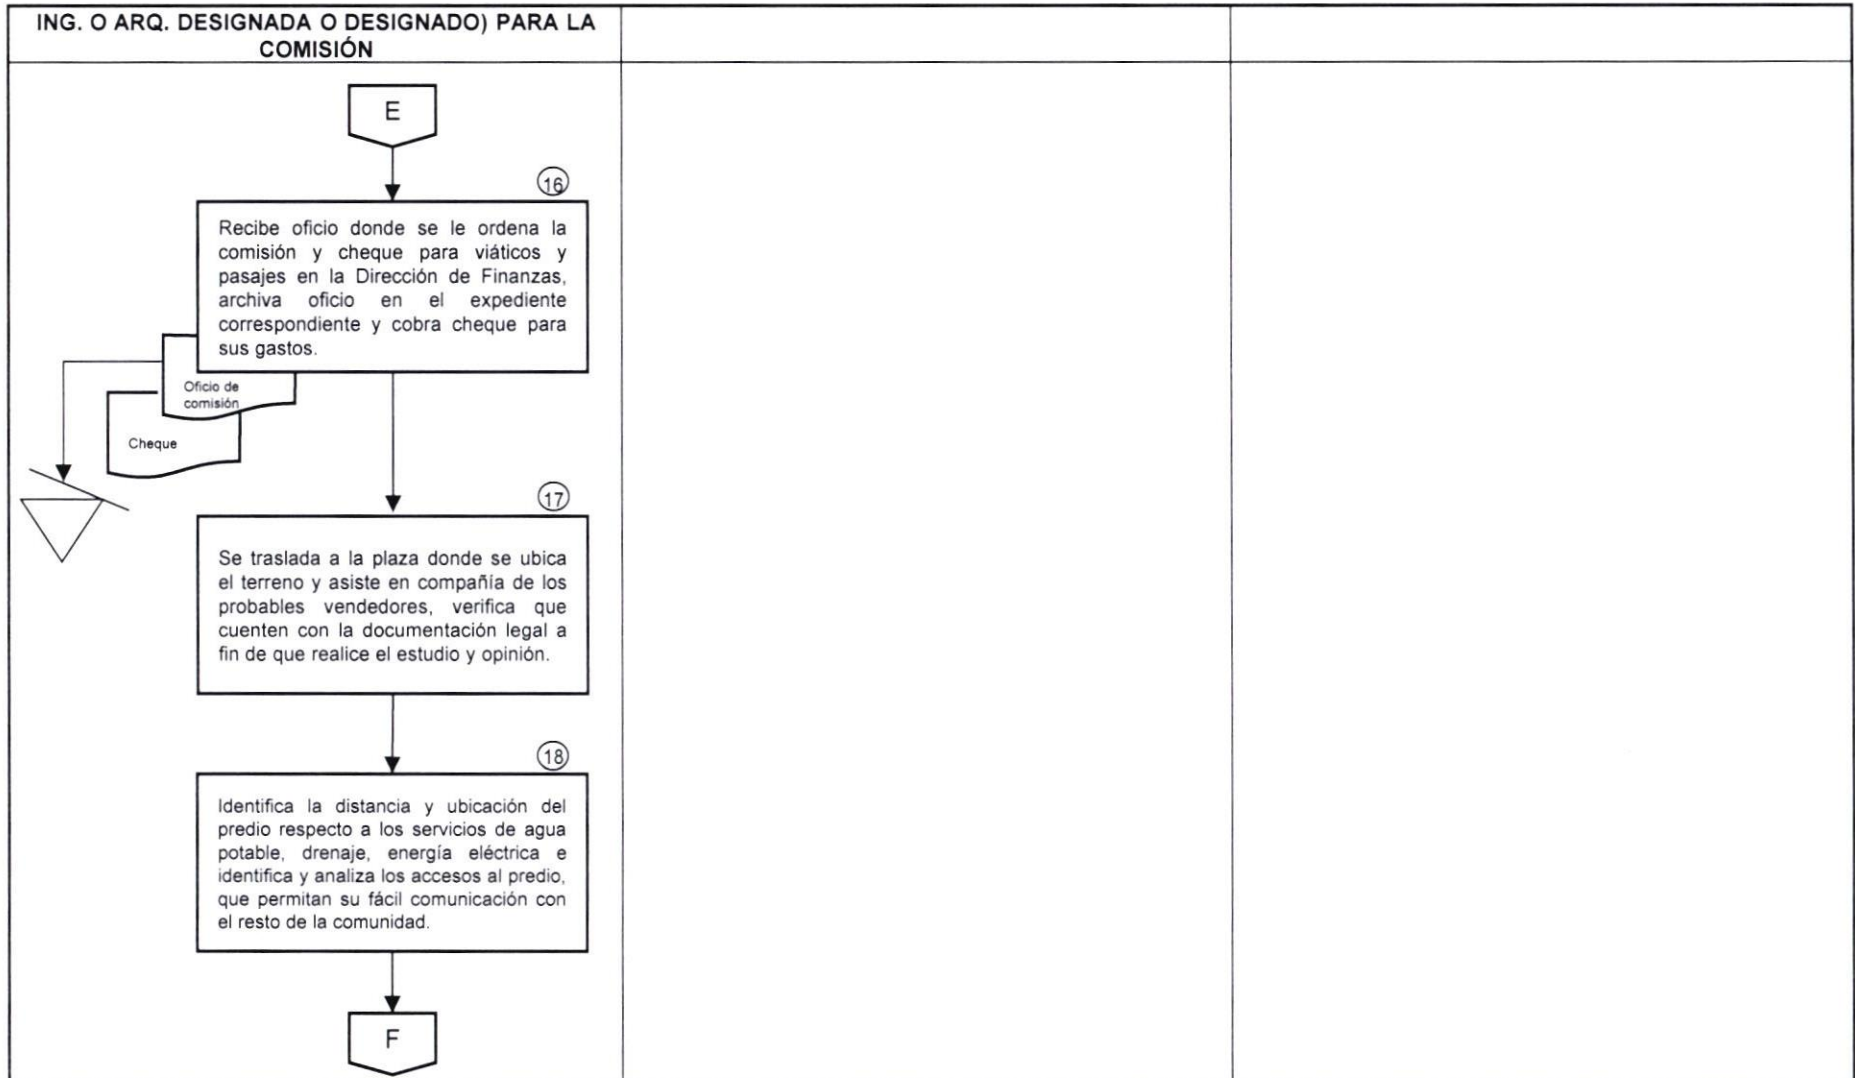 ING. O ARQ. DESIGNADA O DESIGNADO) PARA LA
COMISIÓN
E
16
Recibe oficio donde se le ordena la
comisión y cheque para viáticos y
pasajes en la Dirección de Finanzas,
archiva oficio en el expediente
correspondiente y cobra cheque para
sus gastos.
Oficio de
comisión
Cheque
17
Se traslada a la plaza donde se ubica
el terreno y asiste en compañía de los
probables vendedores, verifica que
cuenten con la documentación legal a
fin de que realice el estudio y opinión.
18
Identifica la distancia y ubicación del
predio respecto a los servicios de agua
potable, drenaje, energía eléctrica e
identifica y analiza los accesos al predio,
que permitan su fácil comunicación con
el resto de la comunidad.
F